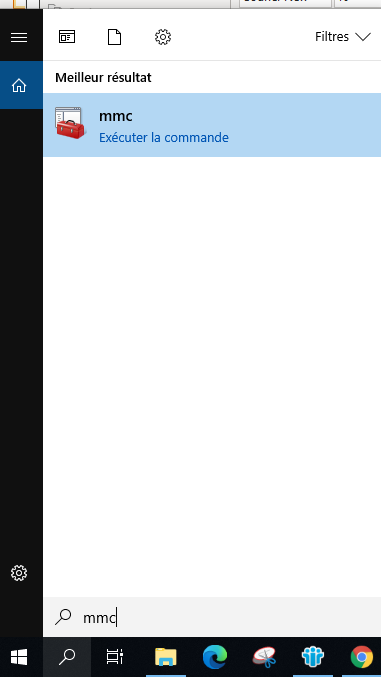 Filtres
Meilleur résultat
mmc
Exécuter la commande
mmc